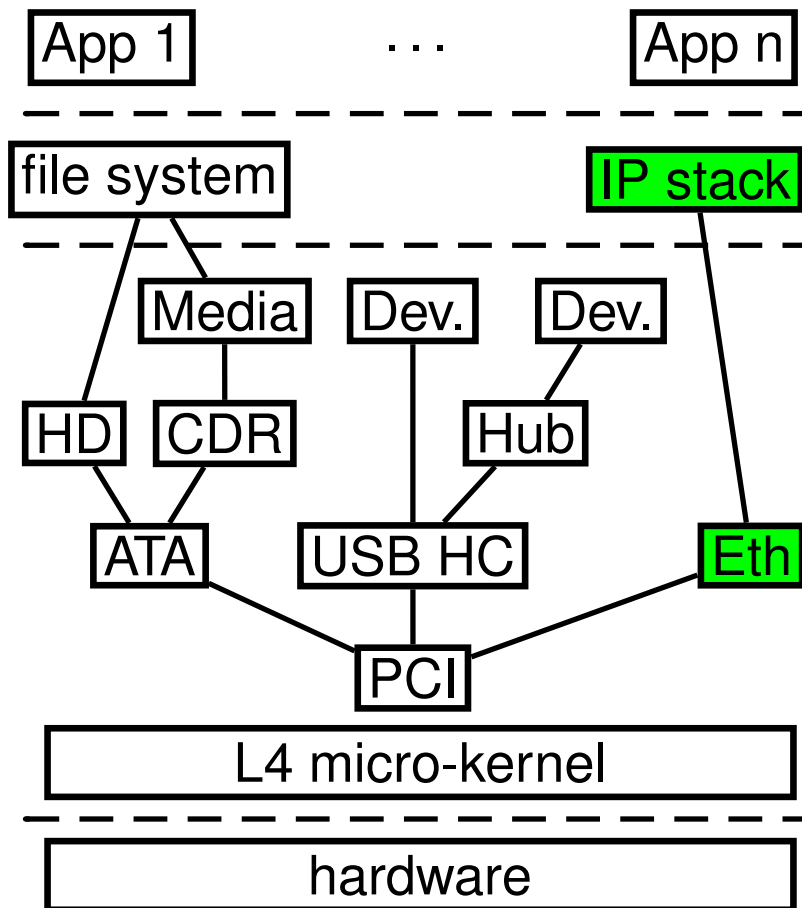 App 1 ... App n
file system IP stack
Media Dev. Dev.
HD CDR Hub
ATA USB HC Eth
PCI
L4 micro-kernel
hardware